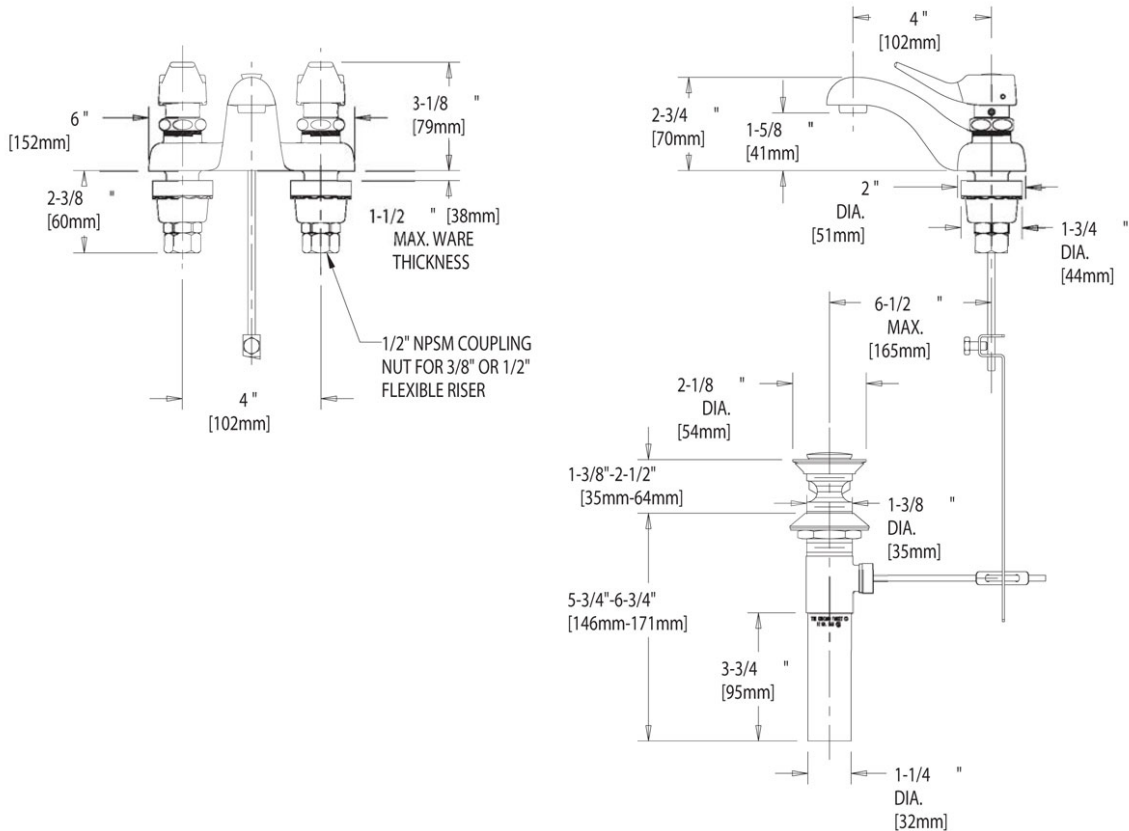 6 "
[152mm]
3-1/8 "
[79mm]
2-3/8 "
[60mm]
1-1/2 " [38mm]
MAX. WARE
THICKNESS
1/2" NPSM COUPLING
NUT FOR 3/8" OR 1/2"
FLEXIBLE RISER
4 "
[102mm]
4 "
[102mm]
2-3/4 "
[70mm]
1-5/8 "
[41mm]
2 "
DIA.
[51mm]
1-3/4 "
DIA.
[44mm]
6-1/2 "
MAX.
[165mm]
2-1/8 "
DIA.
[54mm]
1-3/8"-2-1/2"
[35mm-64mm]
1-3/8 "
DIA.
[35mm]
5-3/4"-6-3/4"
[146mm-171mm]
3-3/4 "
[95mm]
1-1/4 "
DIA.
[32mm]